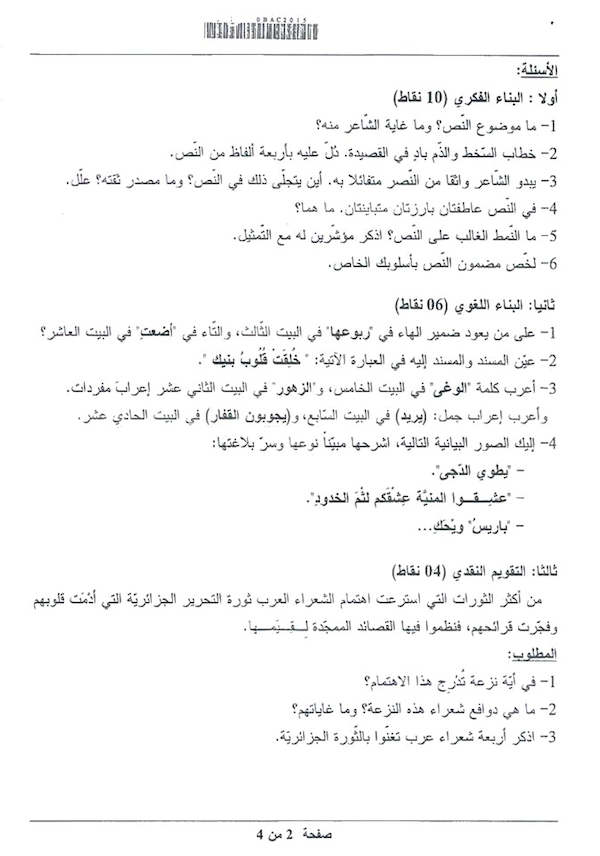 0BAC2015
الأسئلة:
أولا : البناء الفكري (10 نقاط)
1- ما موضوع النّص؟ وما غاية الشّاعر منه؟
2- خطاب السّخط والذّم بادٍ في القصيدة. دُلّ عليه بأربعة ألفاظ من النّص.
3- يبدو الشّاعر واثقا من النّصر متفائلا به. أين يتجلّى ذلك في النّص؟ وما مصدر ثقته؟ علّل.
4- في النّص عاطفتان بارزتان متباينتان. ما هما؟
5- ما النّمط الغالب على النّص؟ اذكر مؤشّرين له مع التّمثيل.
6- لخّص مضمون النّص بأسلوبك الخاص.
ثانيا: البناء اللغوي (06 نقاط)
1- على من يعود ضمير الهاء في "ربوعها" في البيت الثّالث، والتّاء في "أضعتِ" في البيت العاشر؟
2- عيّن المسند والمسند إليه في العبارة الآتية: " خُلِقَتْ قُلُوبُ بنيك ".
3- أعرب كلمة "الوغى" في البيت الخامس، و"الزهور" في البيت الثاني عشر إعرابَ مفردات.
وأعرب إعراب جمل: (يريد) في البيت السّابع، و(يجوبون القفار) في البيت الحادي عشر.
4- إليك الصور البيانية التالية، اشرحها مبيّناً نوعها وسرّ بلاغتها:
- "يطوي الدّجى".
- "عشِـقـــوا المنيَّة عِشْقَكم لثْمَ الخدودِ".
- "باريسُ" ويْحَكِ...
ثالثا: التقويم النقدي (04 نقاط)
من أكثر الثورات التي استرعت اهتمام الشعراء العرب ثورة التحرير الجزائريّة التي أدْمَت قلوبهم
وفجّرت قرائحهم، فنظموا فيها القصائد الممجّدة لِــقِــيَمِـــها.
المطلوب:
1- في أيّة نزعة تُدْرِج هذا الاهتمام؟
2- ما هي دوافع شعراء هذه النزعة؟ وما غاياتهم؟
3- اذكر أربعة شعراء عرب تغنّوا بالثّورة الجزائريّة.
صفحة 2 من 4